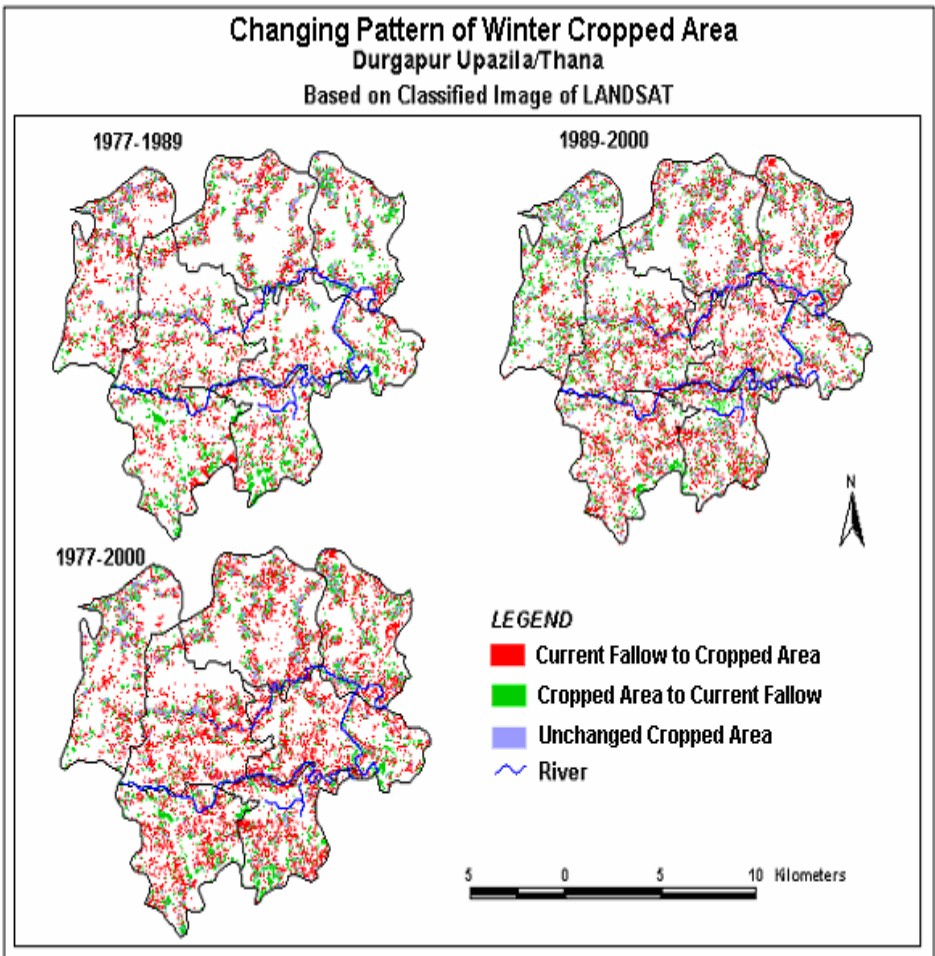 Changing Pattern of Winter Cropped Area
Durgapur Upazila/Thana
Based on Classified Image of LANDSAT
1977-1989
1989-2000
N
1977-2000
LEGEND
Current Fallow to Cropped Area
Cropped Area to Current Fallow
Unchanged Cropped Area
River
5 0 5 10 Kilometers